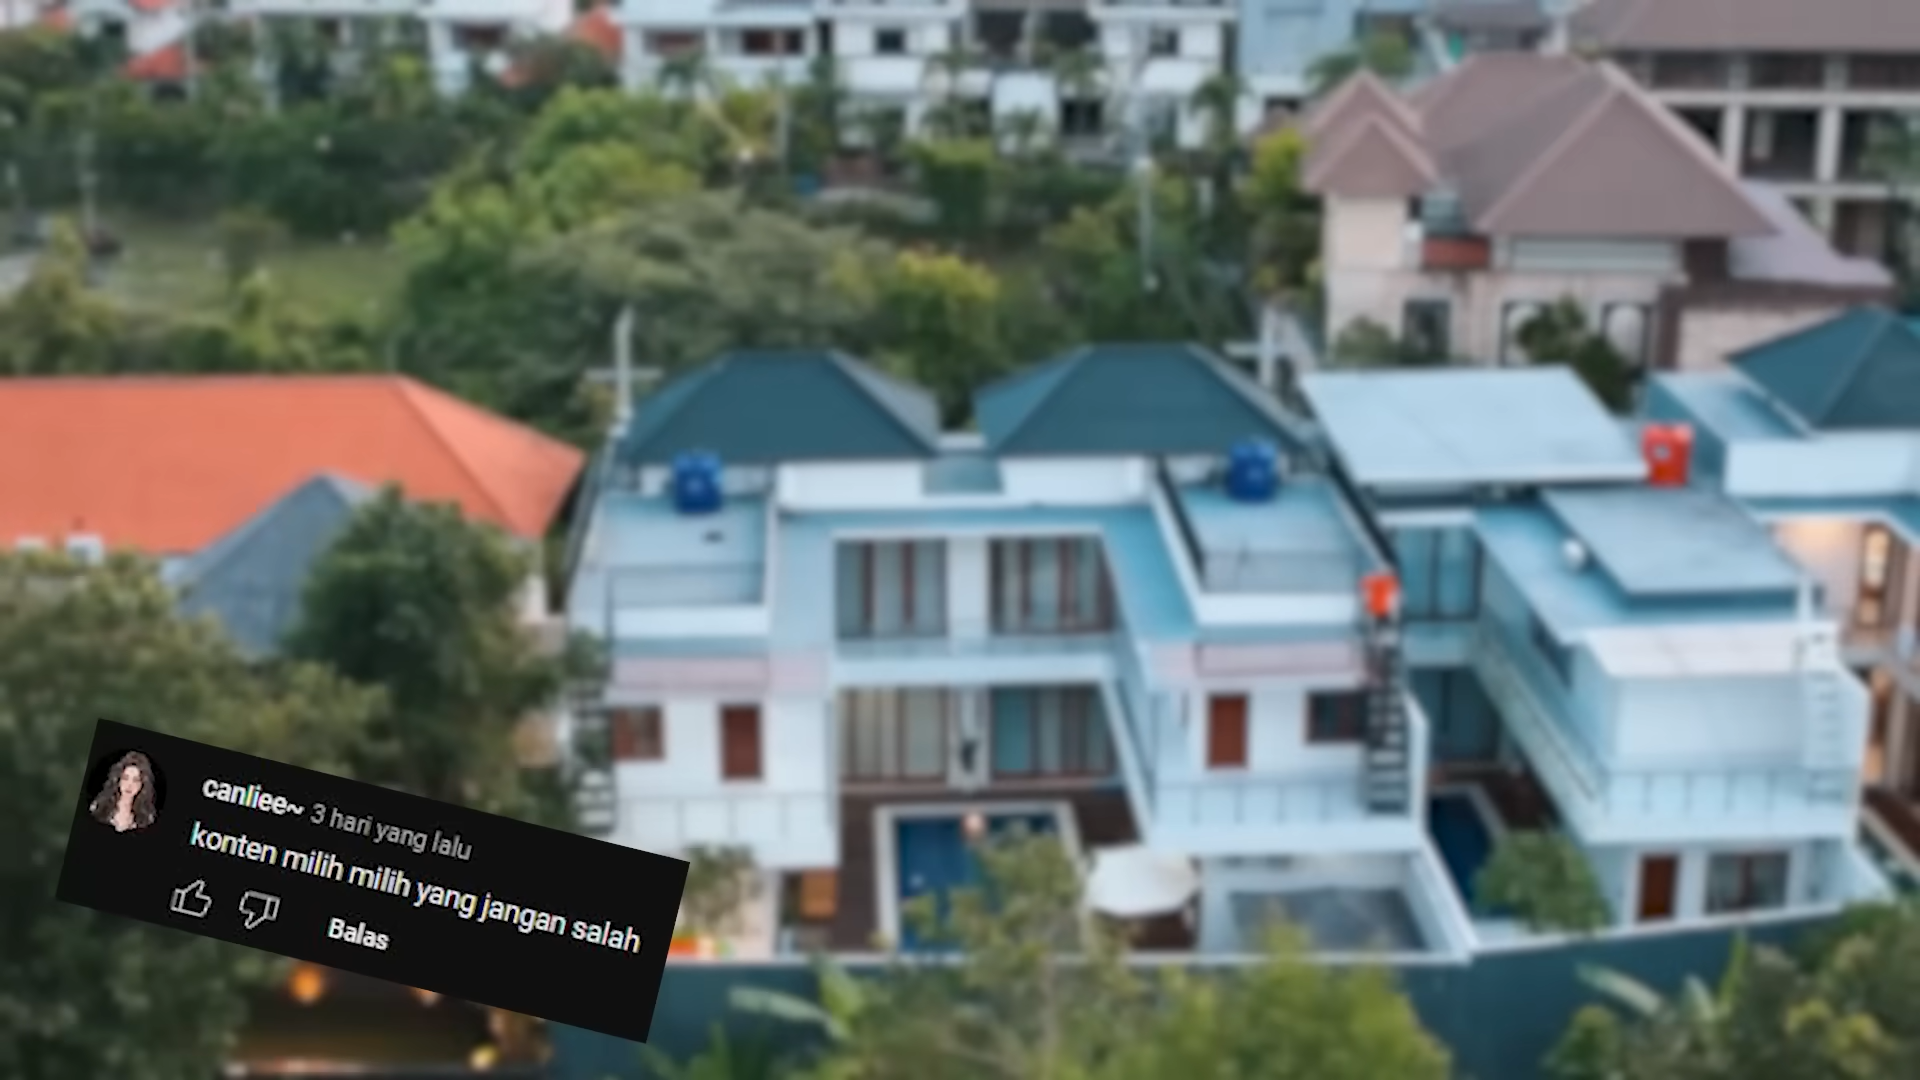 canliee~ 3 hari yang lalu
konten milih milih yang jangan salah
Balas